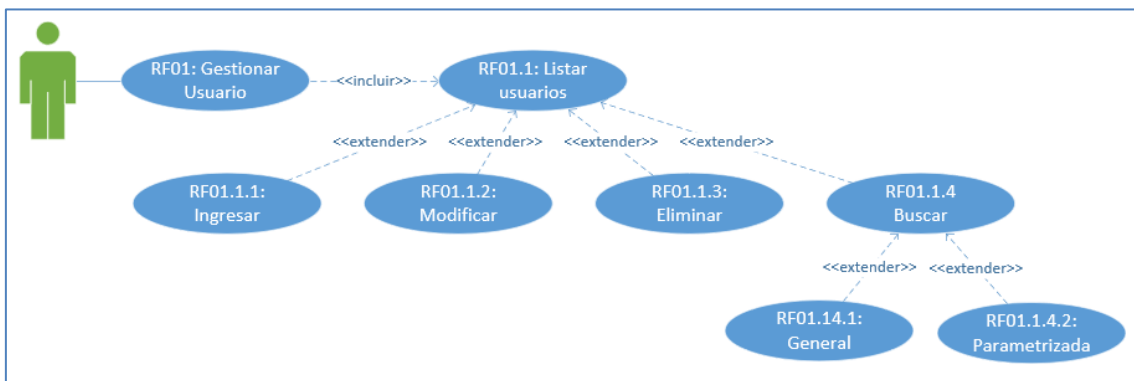 RF01: Gestionar
Usuario
<<incluir>>
RF01.1: Listar
usuarios
<<extender>>
<<extender>>
<<extender>>
<<extender>>
RF01.1.1:
Ingresar
RF01.1.2:
Modificar
RF01.1.3:
Eliminar
RF01.1.4
Buscar
<<extender>>
<<extender>>
RF01.14.1:
General
RF01.1.4.2:
Parametrizada